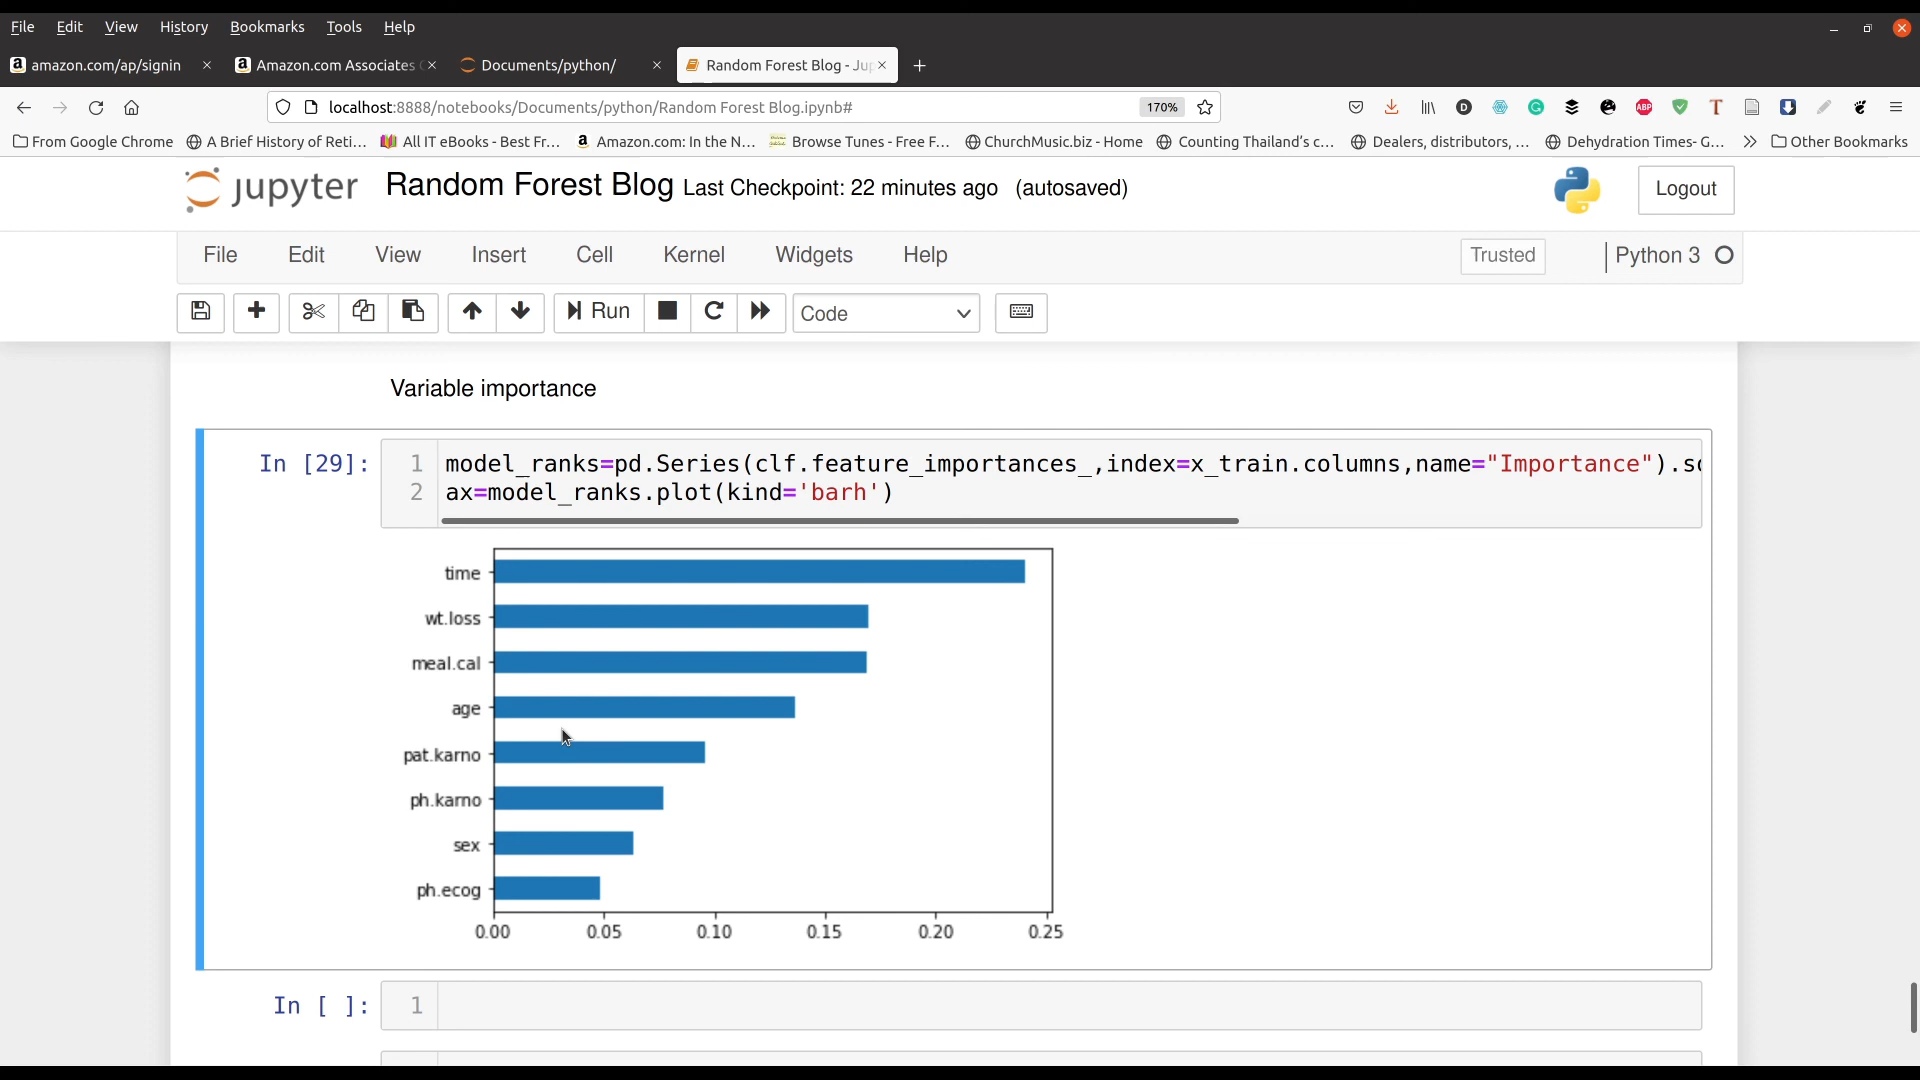 File Edit View History Bookmarks Tools Help
amazon.com/ap/signin Amazon.com Associates Documents/python/ Random Forest Blog - Ju
localhost:8888/notebooks/Documents/python/Random Forest Blog.ipynb# 170% D ABP T
From Google Chrome A Brief History of Reti... All IT eBooks - Best Fr... Amazon.com: In the N... Browse Tunes - Free F... ChurchMusic.biz - Home Counting Thailand's c... Dealers, distributors, ... Dehydration Times- G... Other Bookmarks
jupyter Random Forest Blog Last Checkpoint: 22 minutes ago (autosaved) Logout
File Edit View Insert Cell Kernel Widgets Help Trusted Python 3
Run Code
Variable importance
In [29]: 1 model_ranks=pd.Series(clf.feature_importances_,index=x_train.columns,name="Importance").so
2 ax=model_ranks.plot(kind='barh')
time
wt.loss
meal.cal
age
pat.karno
ph.karno
sex
ph.ecog
0.00 0.05 0.10 0.15 0.20 0.25
In [ ]: 1